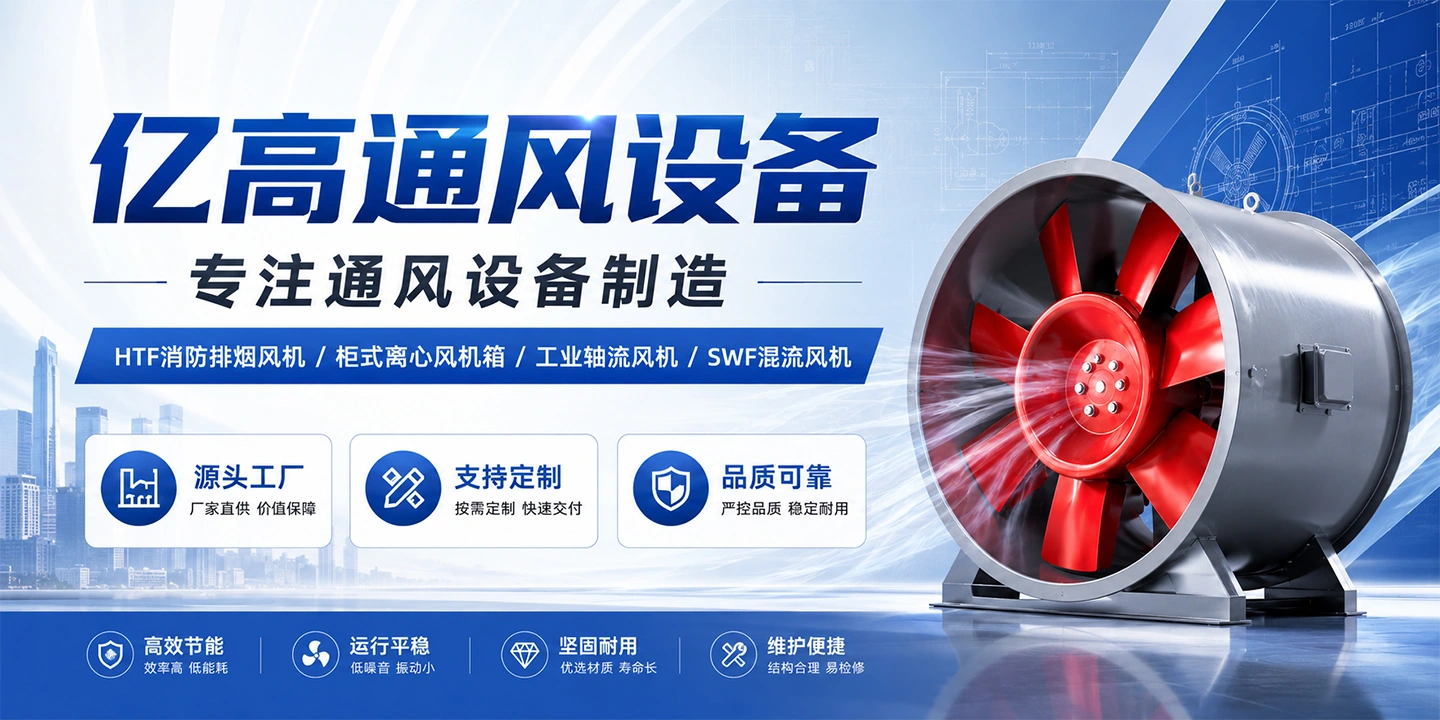 亿高通风设备
专注通风设备制造
HTF消防排烟风机 / 柜式离心风机箱 / 工业轴流风机 / SWF混流风机
源头工厂
厂家直供 价值保障
支持定制
按需定制 快速交付
品质可靠
严控品质 稳定耐用
高效节能
效率高 低能耗
运行平稳
低噪音 振动小
坚固耐用
优选材质 寿命长
维护便捷
结构合理 易检修